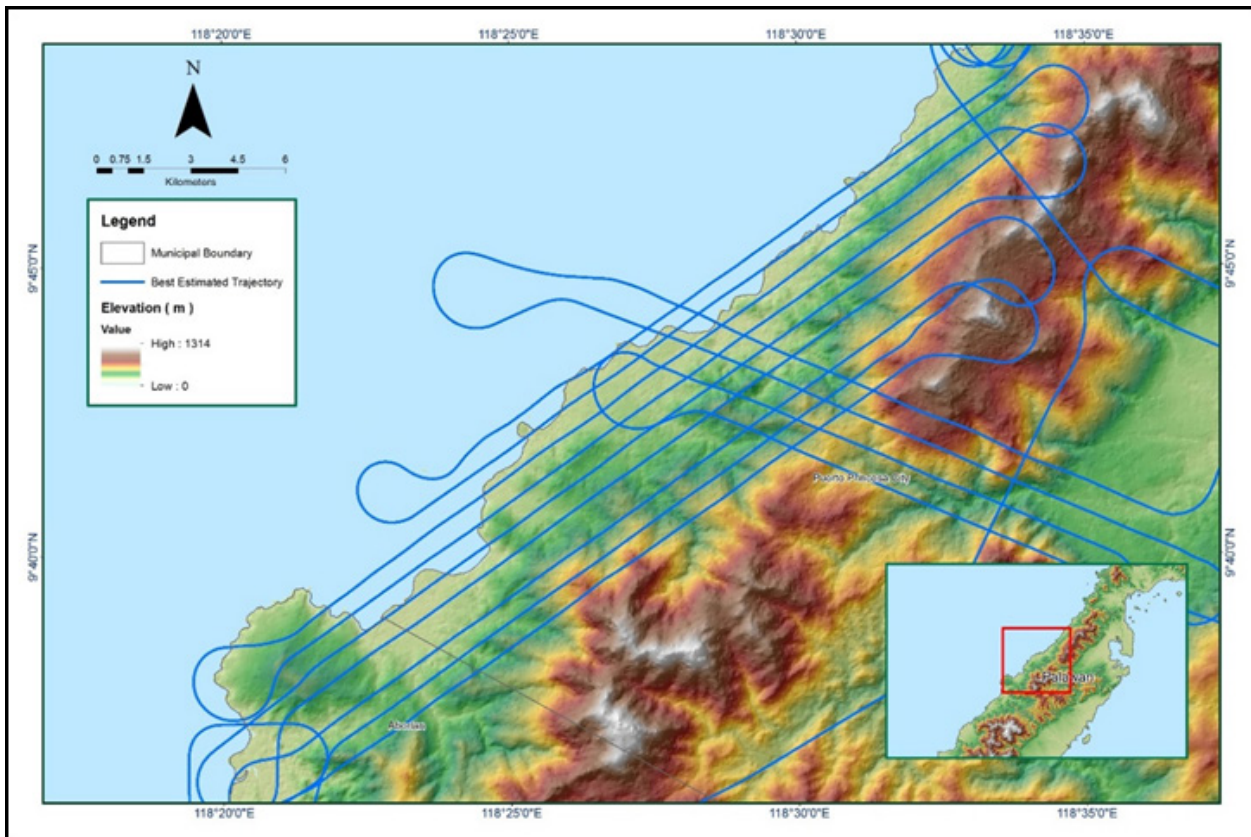 118°20'0"E 118°25'0"E 118°30'0"E 118°35'0"E
N
0 0.75 1.5 3 4.5 6
Kilometers
Legend
Municipal Boundary
Best Estimated Trajectory
Elevation ( m )
Value
High : 1314
Low : 0
9°45'0"N
9°45'0"N
9°40'0"N
9°40'0"N
Puerto Princesa City
Aborlan
Palawan
118°20'0"E 118°25'0"E 118°30'0"E 118°35'0"E